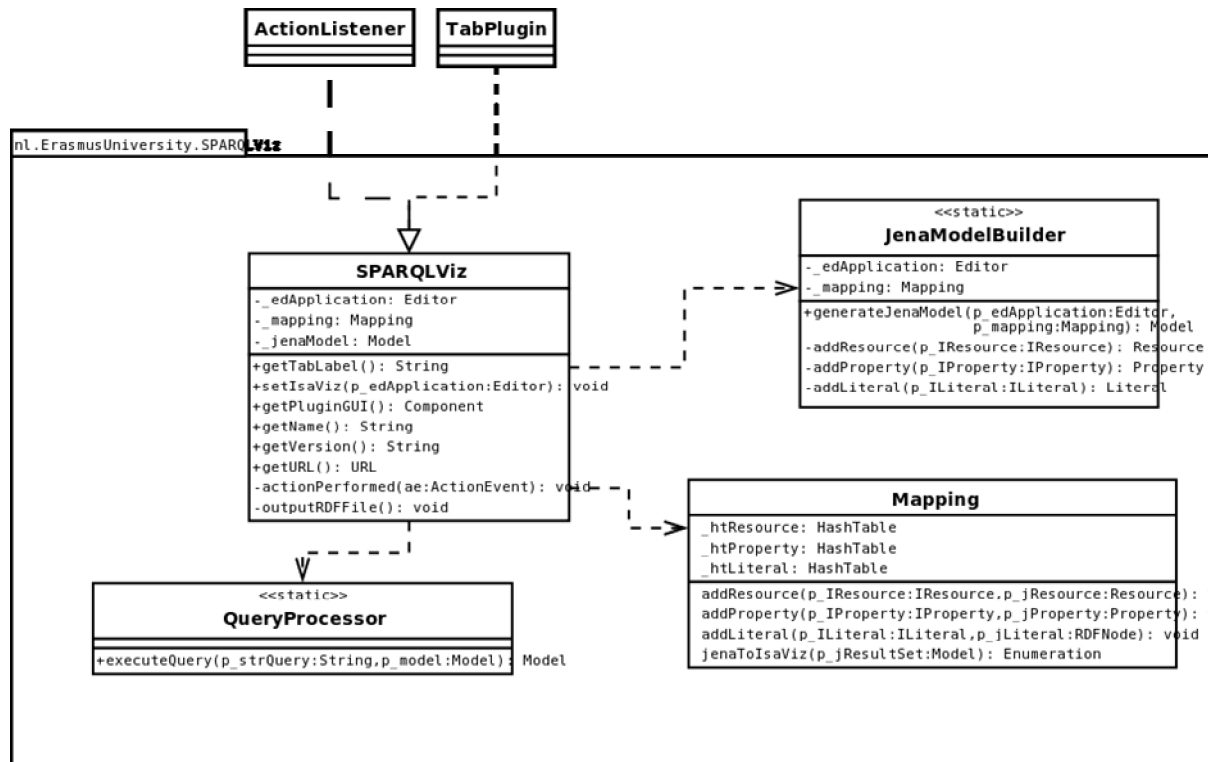 ActionListener
TabPlugin
nl.ErasmusUniversity.SPARQLViz
<<static>>
JenaModelBuilder
-_edApplication: Editor
-_mapping: Mapping
+generateJenaModel(p_edApplication:Editor,
p_mapping:Mapping): Model
-addResource(p_IResource:IResource): Resource
-addProperty(p_IProperty:IProperty): Property
-addLiteral(p_ILiteral:ILiteral): Literal
SPARQLViz
-_edApplication: Editor
-_mapping: Mapping
-_jenaModel: Model
+getTabLabel(): String
+setIsaViz(p_edApplication:Editor): void
+getPluginGUI(): Component
+getName(): String
+getVersion(): String
+getURL(): URL
-actionPerformed(ae:ActionEvent): void
-outputRDFFile(): void
Mapping
_htResource: HashTable
_htProperty: HashTable
_htLiteral: HashTable
addResource(p_IResource:IResource,p_jResource:Resource):
addProperty(p_IProperty:IProperty,p_jProperty:Property):
addLiteral(p_ILiteral:ILiteral,p_jLiteral:RDFNode): void
jenaToIsaViz(p_jResultSet:Model): Enumeration
<<static>>
QueryProcessor
+executeQuery(p_strQuery:String,p_model:Model): Model